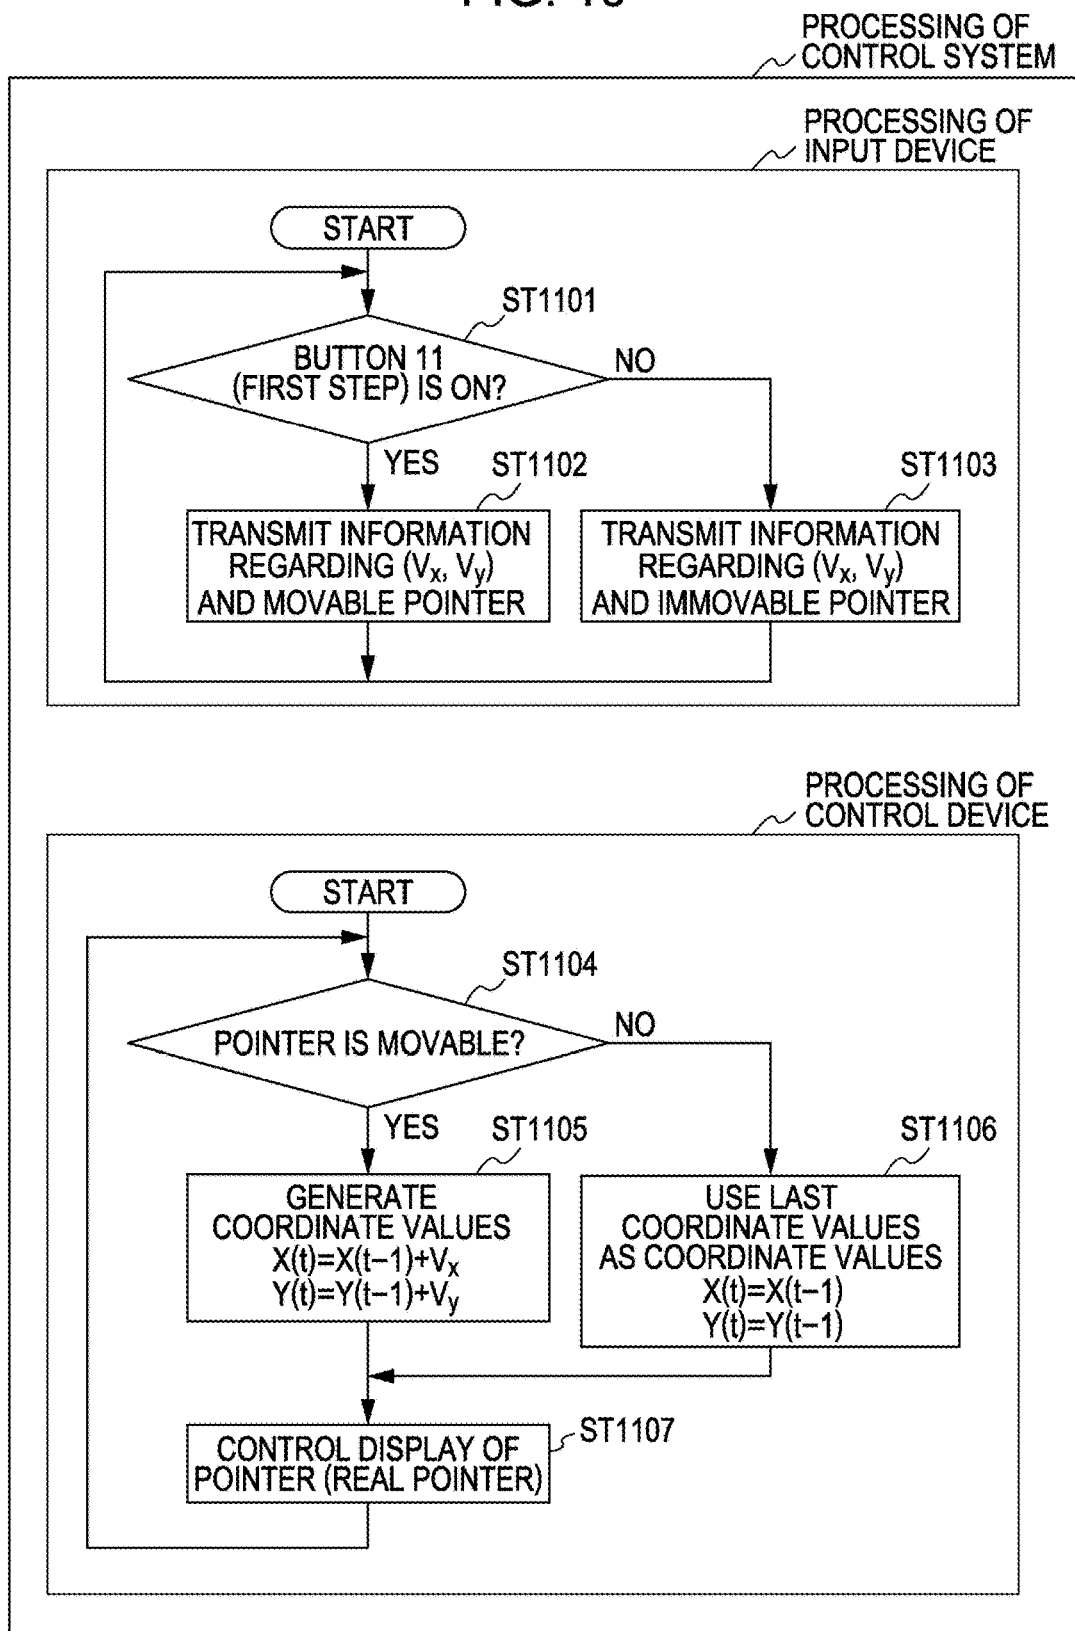 PROCESSING OF
CONTROL SYSTEM
PROCESSING OF
INPUT DEVICE
START
ST1101
BUTTON 11
(FIRST STEP) IS ON?
NO
YES
ST1102
ST1103
TRANSMIT INFORMATION
REGARDING (Vx, Vy)
AND MOVABLE POINTER
TRANSMIT INFORMATION
REGARDING (Vx, Vy)
AND IMMOVABLE POINTER
PROCESSING OF
CONTROL DEVICE
START
ST1104
POINTER IS MOVABLE?
NO
YES
ST1105
ST1106
GENERATE
COORDINATE VALUES
X(t)=X(t−1)+Vx
Y(t)=Y(t−1)+Vy
USE LAST
COORDINATE VALUES
AS COORDINATE VALUES
X(t)=X(t−1)
Y(t)=Y(t−1)
ST1107
CONTROL DISPLAY OF
POINTER (REAL POINTER)